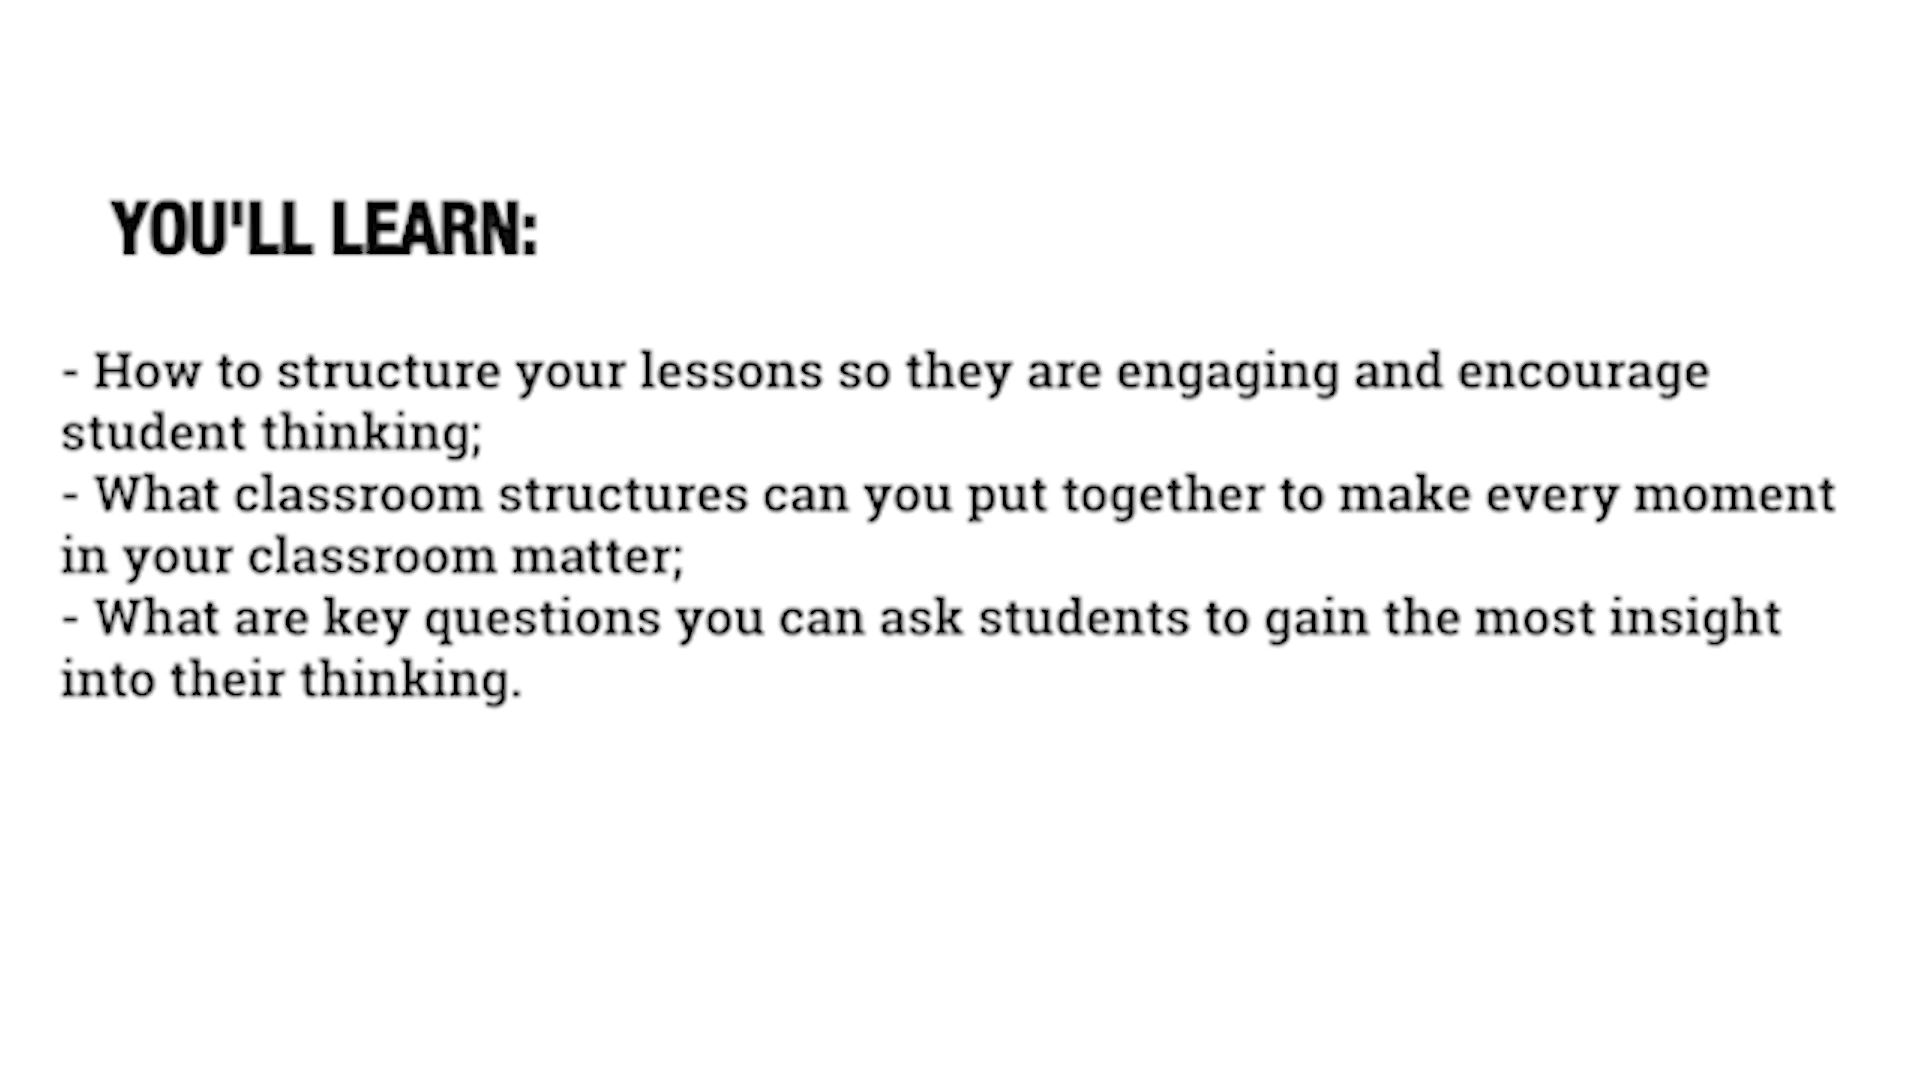 YOU'LL LEARN:
- How to structure your lessons so they are engaging and encourage
student thinking;
- What classroom structures can you put together to make every moment
in your classroom matter;
- What are key questions you can ask students to gain the most insight
into their thinking.